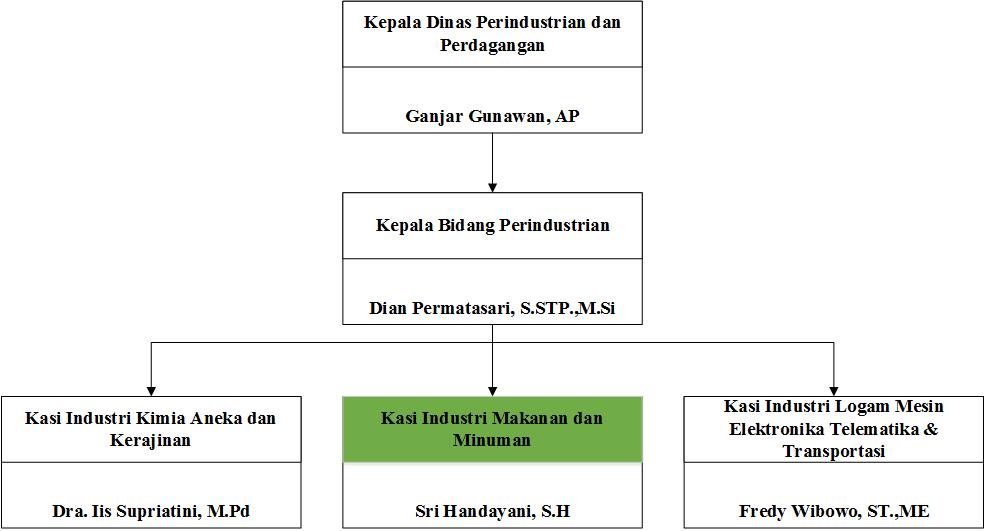 Kepala Dinas Perindustrian dan
Perdagangan
Ganjar Gunawan, AP
Kepala Bidang Perindustrian
Dian Permatasari, S.STP.,M.Si
Kasi Industri Kimia Aneka dan
Kerajinan
Dra. Iis Supriatini, M.Pd
Kasi Industri Makanan dan
Minuman
Sri Handayani, S.H
Kasi Industri Logam Mesin
Elektronika Telematika &
Transportasi
Fredy Wibowo, ST.,ME